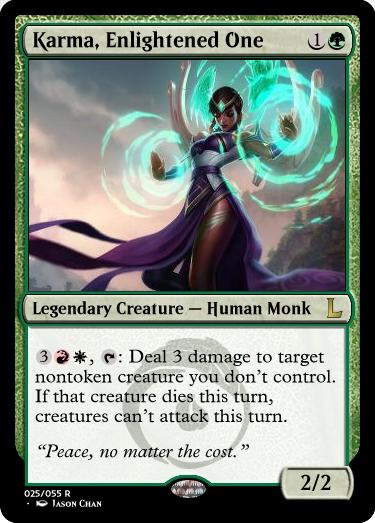 Karma, Enlightened One 1
Legendary Creature — Human Monk L
3, : Deal 3 damage to target
nontoken creature you don't control.
If that creature dies this turn,
creatures can't attack this turn.
"Peace, no matter the cost."
2/2
025/055 R
· Jason Chan